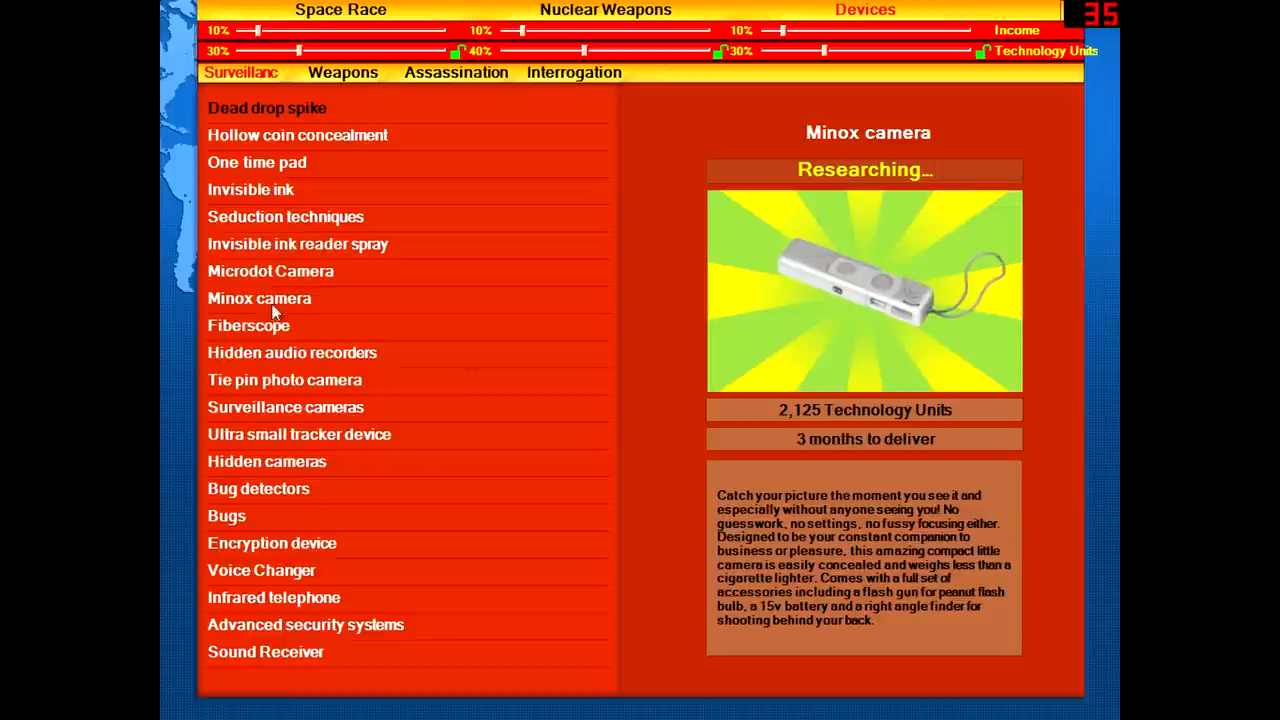 Space Race
Nuclear Weapons
Devices
35
10%
10%
10%
Income
30%
40%
30%
Technology Units
Surveillanc
Weapons
Assassination
Interrogation
Dead drop spike
Hollow coin concealment
One time pad
Invisible ink
Seduction techniques
Invisible ink reader spray
Microdot Camera
Minox camera
Fiberscope
Hidden audio recorders
Tie pin photo camera
Surveillance cameras
Ultra small tracker device
Hidden cameras
Bug detectors
Bugs
Encryption device
Voice Changer
Infrared telephone
Advanced security systems
Sound Receiver
Minox camera
Researching...
2,125 Technology Units
3 months to deliver
Catch your picture the moment you see it and
especially without anyone seeing you! No
guesswork, no settings, no fussy focusing either.
Designed to be your constant companion to
business or pleasure, this amazing compact little
camera is easily concealed and weighs less than a
cigarette lighter. Comes with a full set of
accessories including a flash gun for peanut flash
bulb, a 15v battery and a right angle finder for
shooting behind your back.